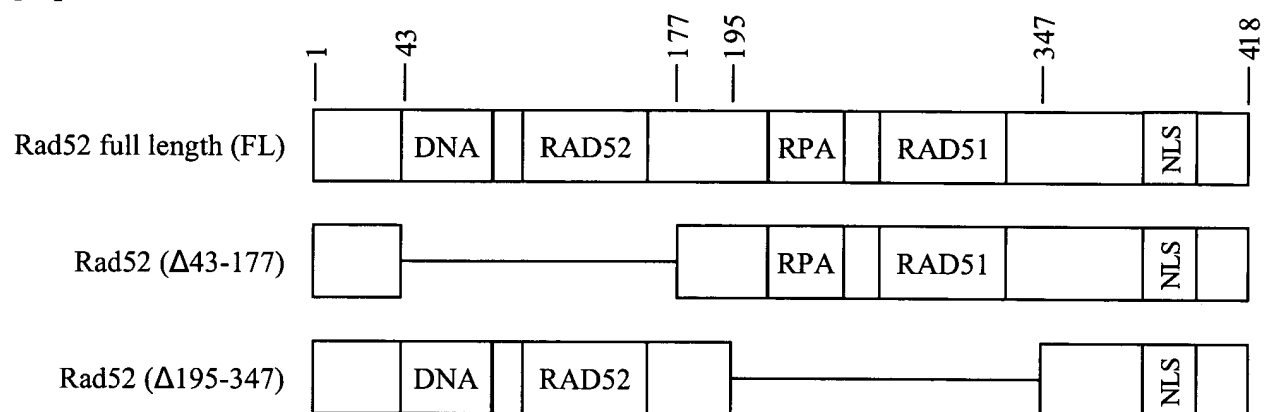 1 43 177 195 347 418
Rad52 full length (FL) DNA RAD52 RPA RAD51 NLS
Rad52 (Δ43-177) RPA RAD51 NLS
Rad52 (Δ195-347) DNA RAD52 NLS